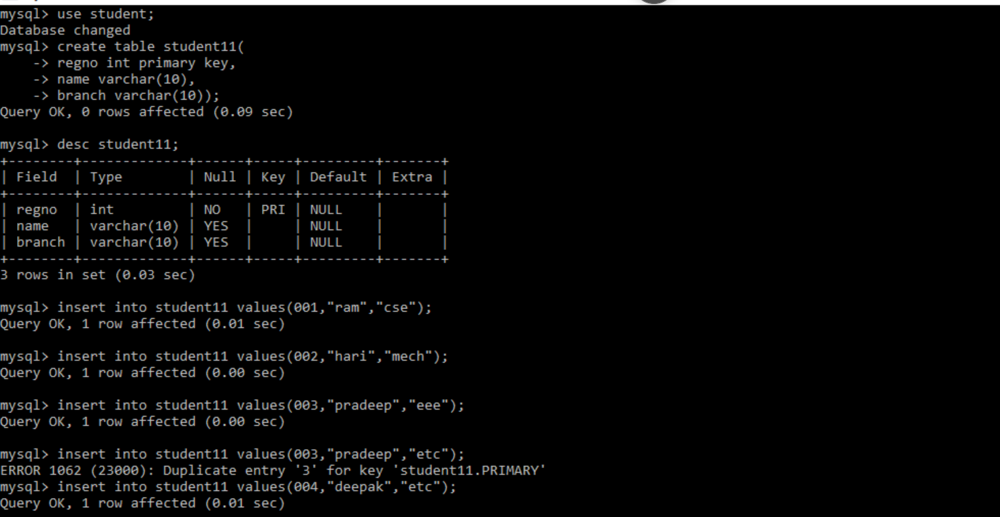 mysql> use student;
Database changed
mysql> create table student11(
    -> regno int primary key,
    -> name varchar(10),
    -> branch varchar(10));
Query OK, 0 rows affected (0.09 sec)

mysql> desc student11;
+--------+-------------+------+-----+---------+-------+
| Field  | Type        | Null | Key | Default | Extra |
+--------+-------------+------+-----+---------+-------+
| regno  | int         | NO   | PRI | NULL    |       |
| name   | varchar(10) | YES  |     | NULL    |       |
| branch | varchar(10) | YES  |     | NULL    |       |
+--------+-------------+------+-----+---------+-------+
3 rows in set (0.03 sec)

mysql> insert into student11 values(001,"ram","cse");
Query OK, 1 row affected (0.01 sec)

mysql> insert into student11 values(002,"hari","mech");
Query OK, 1 row affected (0.00 sec)

mysql> insert into student11 values(003,"pradeep","eee");
Query OK, 1 row affected (0.00 sec)

mysql> insert into student11 values(003,"pradeep","etc");
ERROR 1062 (23000): Duplicate entry '3' for key 'student11.PRIMARY'
mysql> insert into student11 values(004,"deepak","etc");
Query OK, 1 row affected (0.01 sec)